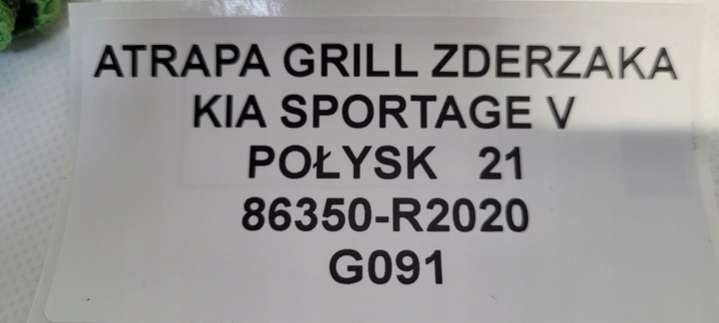 ATRAPA GRILL ZDERZAKA
KIA SPORTAGE V
POŁYSK 21
86350-R2020
G091